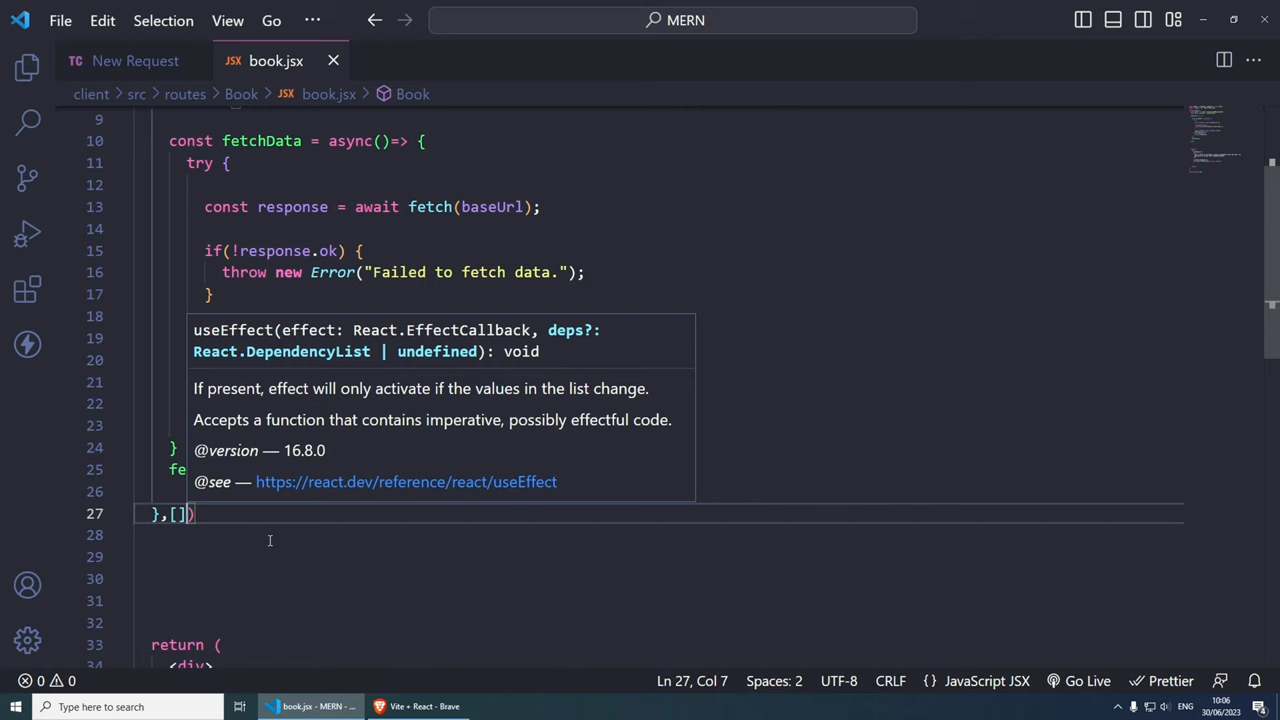 File Edit Selection View Go ··· MERN
TC New Request JSX book.jsx
client > src > routes > Book > JSX book.jsx > Book
9
10 const fetchData = async()=> {
11 try {
12
13 const response = await fetch(baseUrl);
14
15 if(!response.ok) {
16 throw new Error("Failed to fetch data.");
17 }
18
19
20
21
22
23
24 }
25 fe
26
27 },[])
28
29
30
31
32
33 return (
34 <div>
useEffect(effect: React.EffectCallback, deps?:
React.DependencyList | undefined): void
If present, effect will only activate if the values in the list change.
Accepts a function that contains imperative, possibly effectful code.
@version — 16.8.0
@see — https://react.dev/reference/react/useEffect
0 0 Ln 27, Col 7 Spaces: 2 UTF-8 CRLF {} JavaScript JSX Go Live Prettier
Type here to search book.jsx - MERN - ... Vite + React - Brave ENG 10:06
30/06/2023 4